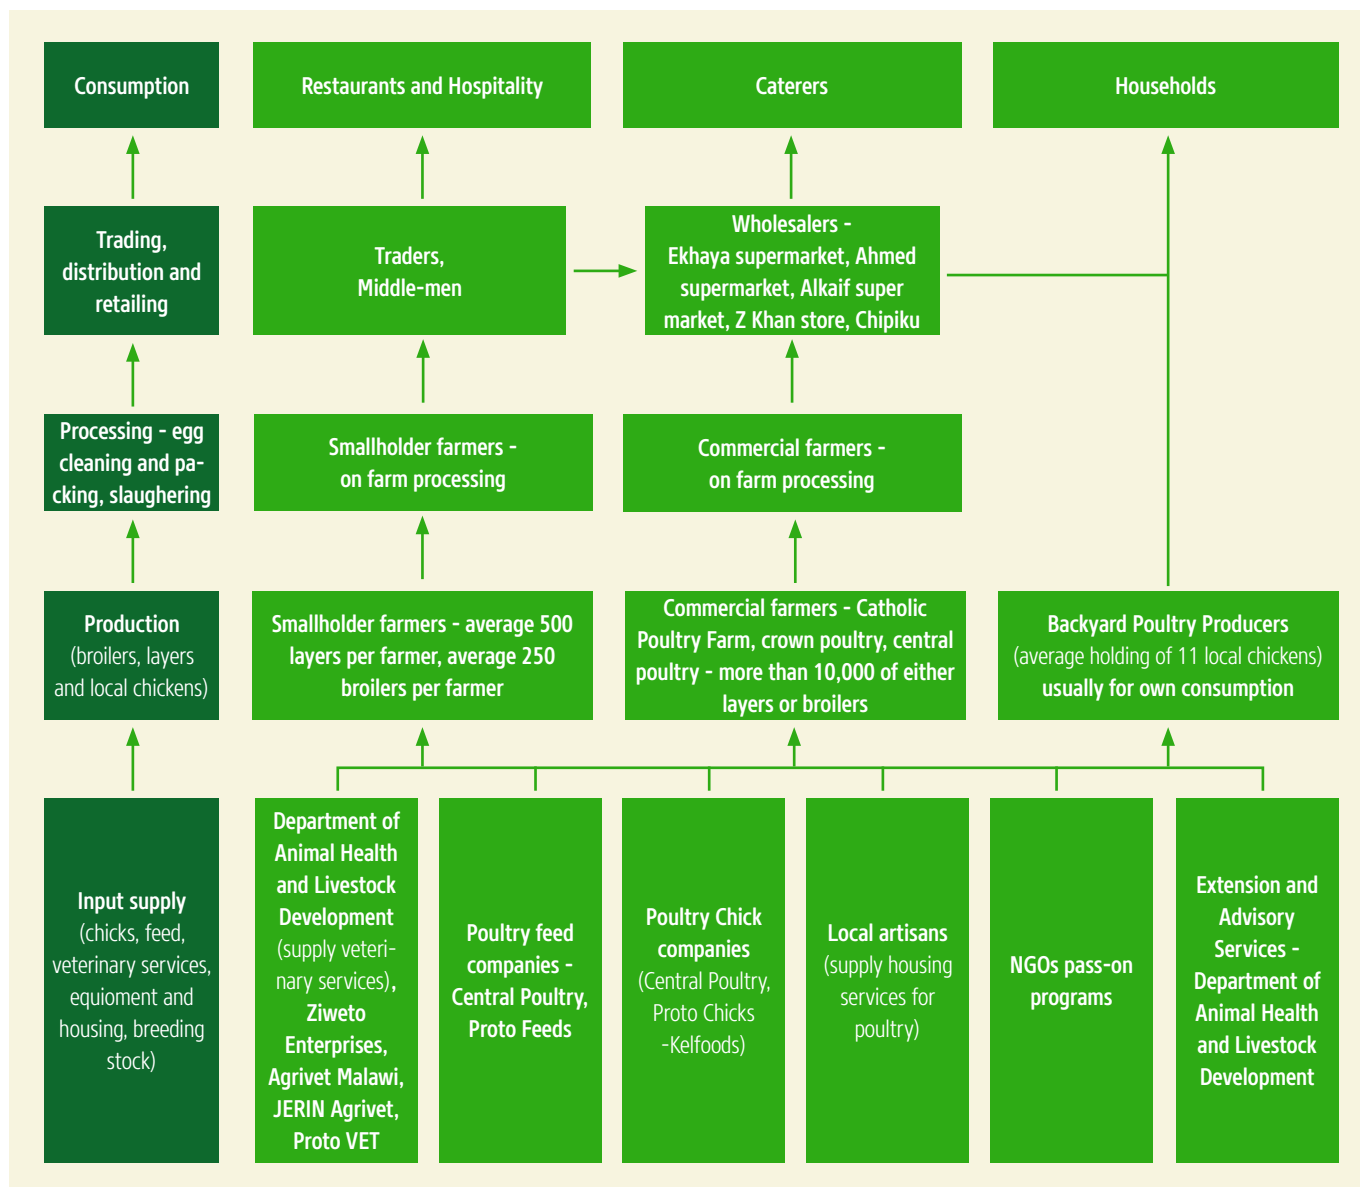 Consumption
Restaurants and Hospitality
Caterers
Households
Trading,
distribution and
retailing
Traders,
Middle-men
Wholesalers -
Ekhaya supermarket, Ahmed
supermarket, Alkaif super
market, Z Khan store, Chipiku
Processing - egg
cleaning and pa-
cking, slaughering
Smallholder farmers -
on farm processing
Commercial farmers -
on farm processing
Production
(broilers, layers
and local chickens)
Smallholder farmers - average 500
layers per farmer, average 250
broilers per farmer
Commercial farmers - Catholic
Poultry Farm, crown poultry, central
poultry - more than 10,000 of either
layers or broilers
Backyard Poultry Producers
(average holding of 11 local chickens)
usually for own consumption
Input supply
(chicks, feed,
veterinary services,
equioment and
housing, breeding
stock)
Department of
Animal Health
and Livestock
Development
(supply veteri-
nary services),
Ziweto
Enterprises,
Agrivet Malawi,
JERIN Agrivet,
Proto VET
Poultry feed
companies -
Central Poultry,
Proto Feeds
Poultry Chick
companies
(Central Poultry,
Proto Chicks
-Kelfoods)
Local artisans
(supply housing
services for
poultry)
NGOs pass-on
programs
Extension and
Advisory
Services -
Department of
Animal Health
and Livestock
Development